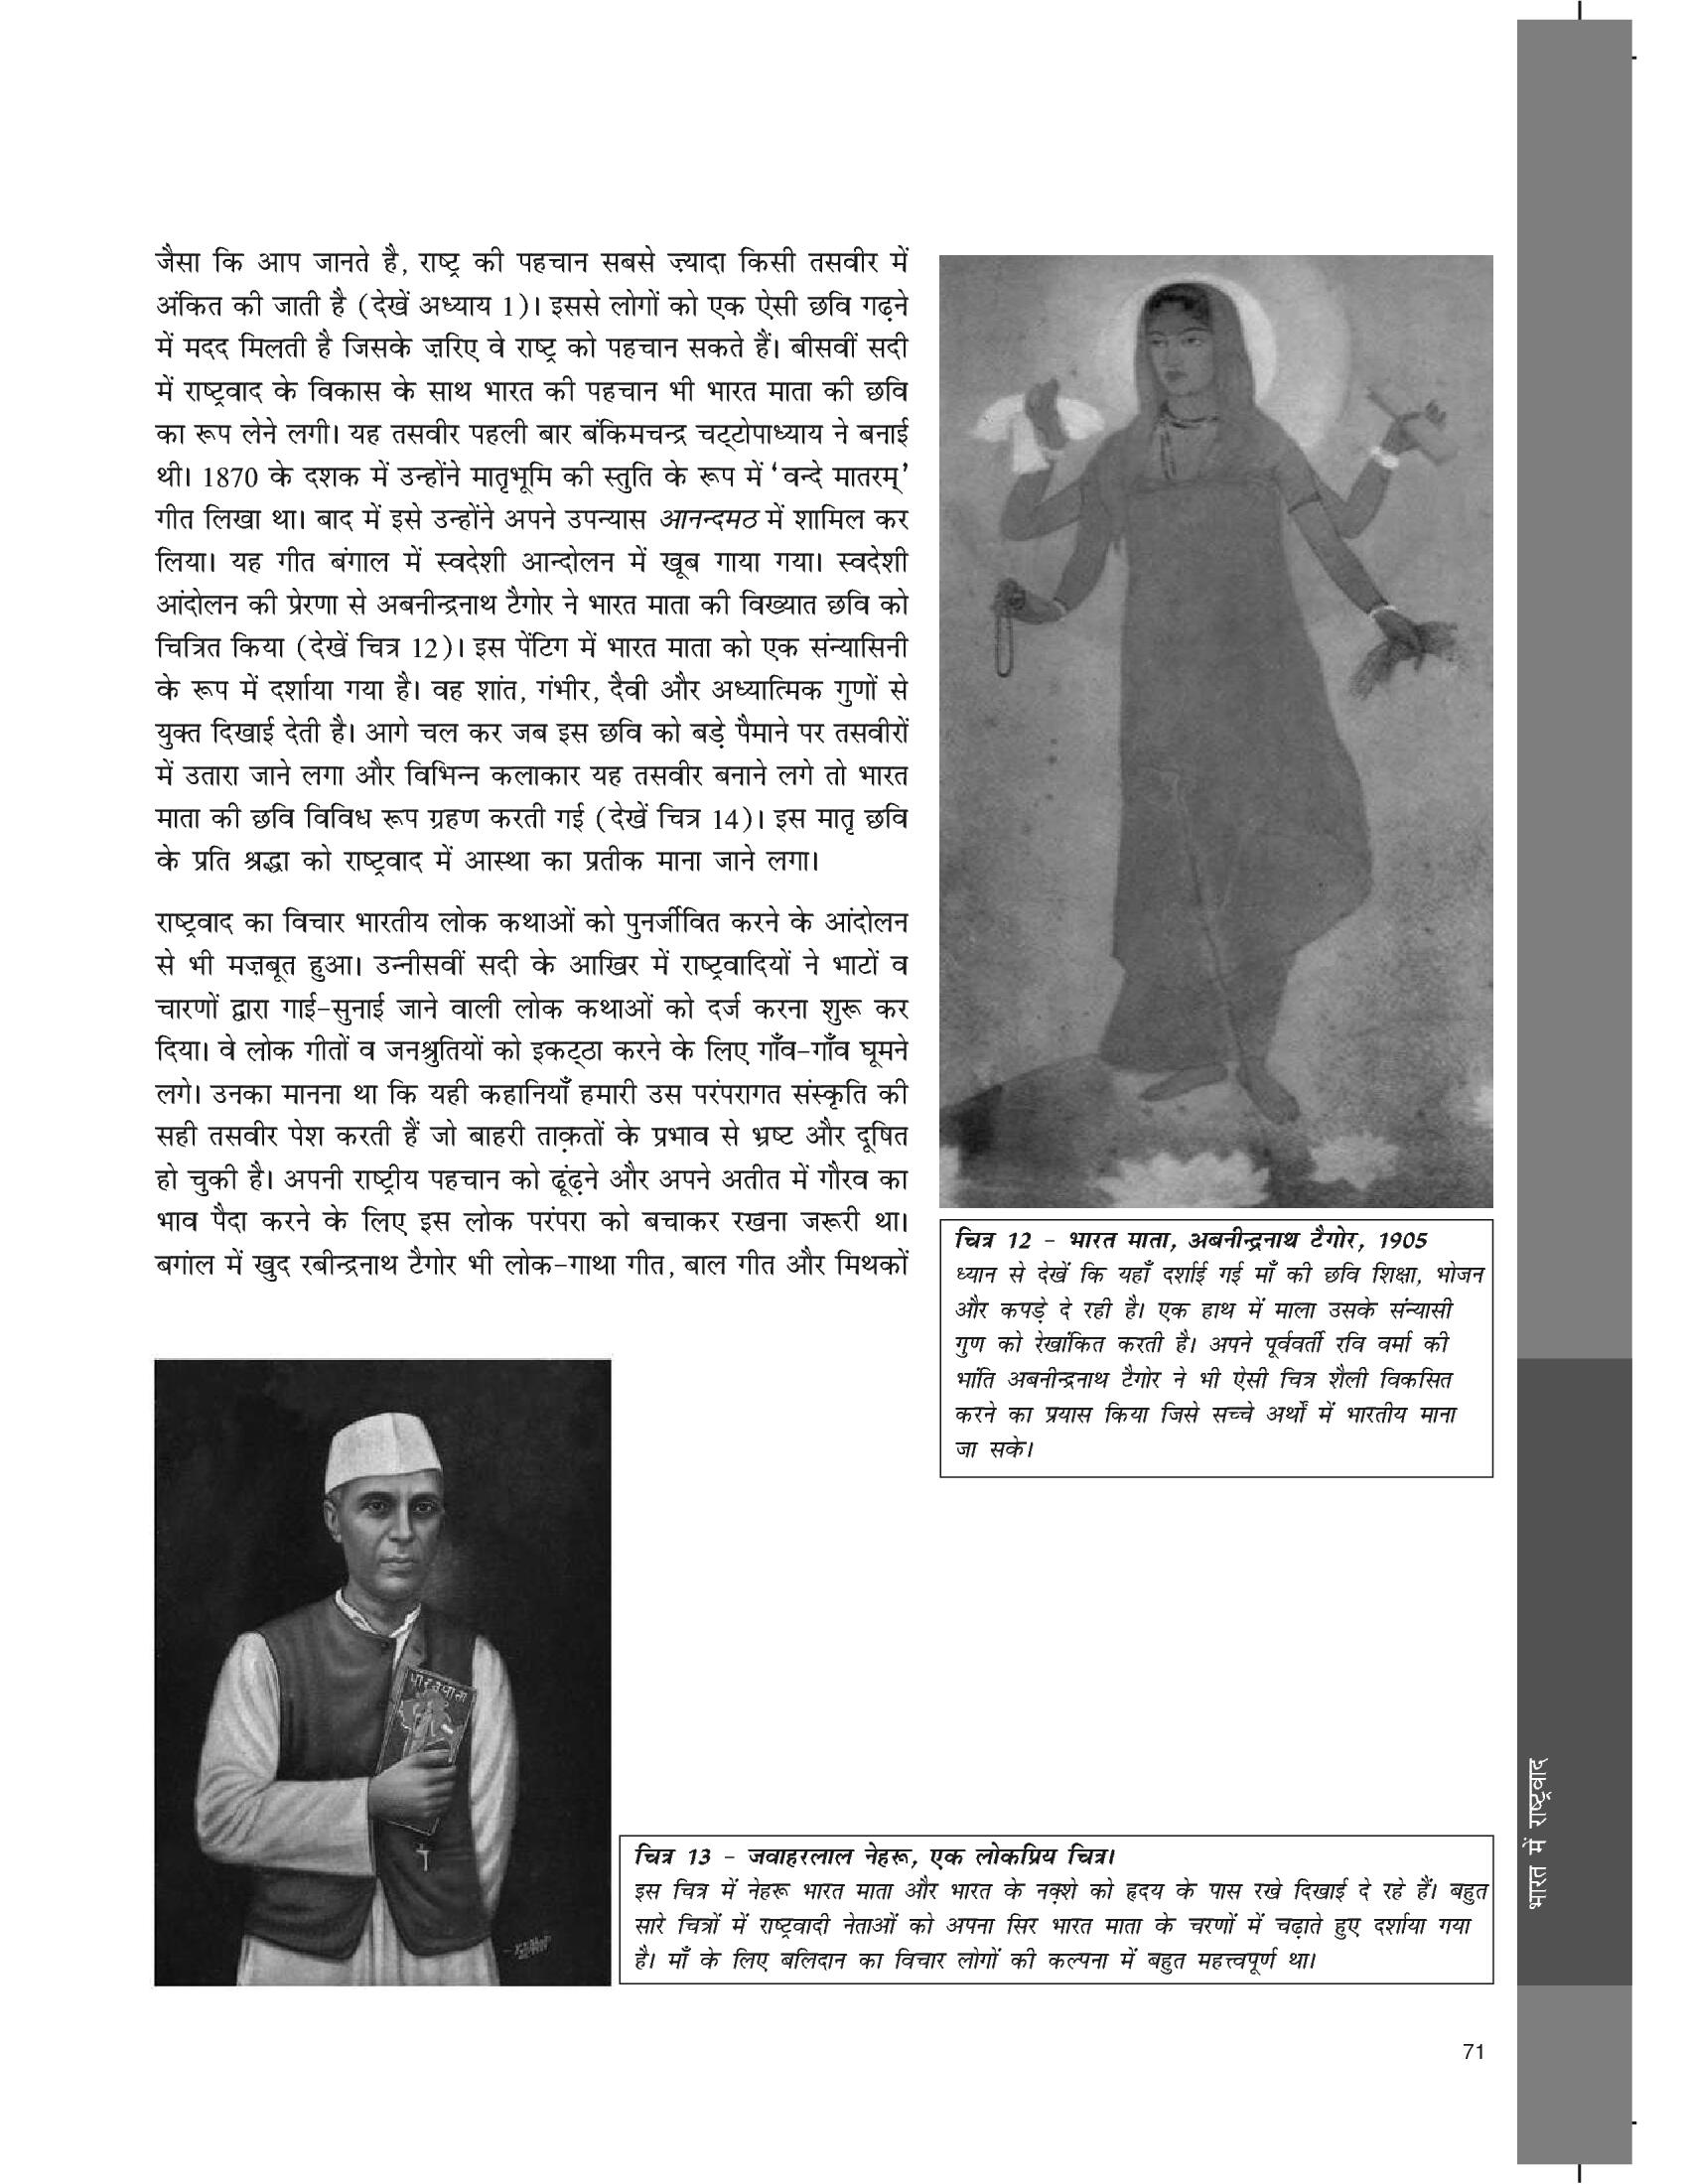 जैसा कि आप जानते है, राष्ट्र की पहचान सबसे ज़्यादा किसी तसवीर में
अंकित की जाती है (देखें अध्याय 1)। इससे लोगों को एक ऐसी छवि गढ़ने
में मदद मिलती है जिसके ज़रिए वे राष्ट्र को पहचान सकते हैं। बीसवीं सदी
में राष्ट्रवाद के विकास के साथ भारत की पहचान भी भारत माता की छवि
का रूप लेने लगी। यह तसवीर पहली बार बंकिमचन्द्र चट्टोपाध्याय ने बनाई
थी। 1870 के दशक में उन्होंने मातृभूमि की स्तुति के रूप में ‘वन्दे मातरम्’
गीत लिखा था। बाद में इसे उन्होंने अपने उपन्यास आनन्दमठ में शामिल कर
लिया। यह गीत बंगाल में स्वदेशी आन्दोलन में खूब गाया गया। स्वदेशी
आंदोलन की प्रेरणा से अबनीन्द्रनाथ टैगोर ने भारत माता की विख्यात छवि को
चित्रित किया (देखें चित्र 12)। इस पेंटिग में भारत माता को एक संन्यासिनी
के रूप में दर्शाया गया है। वह शांत, गंभीर, दैवी और अध्यात्मिक गुणों से
युक्त दिखाई देती है। आगे चल कर जब इस छवि को बड़े पैमाने पर तसवीरों
में उतारा जाने लगा और विभिन्न कलाकार यह तसवीर बनाने लगे तो भारत
माता की छवि विविध रूप ग्रहण करती गई (देखें चित्र 14)। इस मातृ छवि
के प्रति श्रद्धा को राष्ट्रवाद में आस्था का प्रतीक माना जाने लगा।
राष्ट्रवाद का विचार भारतीय लोक कथाओं को पुनर्जीवित करने के आंदोलन
से भी मज़बूत हुआ। उन्नीसवीं सदी के आखिर में राष्ट्रवादियों ने भाटों व
चारणों द्वारा गाई-सुनाई जाने वाली लोक कथाओं को दर्ज करना शुरू कर
दिया। वे लोक गीतों व जनश्रुतियों को इकट्ठा करने के लिए गाँव-गाँव घूमने
लगे। उनका मानना था कि यही कहानियाँ हमारी उस परंपरागत संस्कृति की
सही तसवीर पेश करती हैं जो बाहरी ताक़तों के प्रभाव से भ्रष्ट और दूषित
हो चुकी है। अपनी राष्ट्रीय पहचान को ढूंढ़ने और अपने अतीत में गौरव का
भाव पैदा करने के लिए इस लोक परंपरा को बचाकर रखना जरूरी था।
बगांल में खुद रबीन्द्रनाथ टैगोर भी लोक-गाथा गीत, बाल गीत और मिथकों
चित्र 12 – भारत माता, अबनीन्द्रनाथ टैगोर, 1905
ध्यान से देखें कि यहाँ दर्शाई गई माँ की छवि शिक्षा, भोजन
और कपड़े दे रही है। एक हाथ में माला उसके संन्यासी
गुण को रेखांकित करती है। अपने पूर्ववर्ती रवि वर्मा की
भांति अबनीन्द्रनाथ टैगोर ने भी ऐसी चित्र शैली विकसित
करने का प्रयास किया जिसे सच्चे अर्थों में भारतीय माना
जा सके।
भारतमाता
चित्र 13 – जवाहरलाल नेहरू, एक लोकप्रिय चित्र।
इस चित्र में नेहरू भारत माता और भारत के नक़्शे को हृदय के पास रखे दिखाई दे रहे हैं। बहुत
सारे चित्रों में राष्ट्रवादी नेताओं को अपना सिर भारत माता के चरणों में चढ़ाते हुए दर्शाया गया
है। माँ के लिए बलिदान का विचार लोगों की कल्पना में बहुत महत्त्वपूर्ण था।
भारत में राष्ट्रवाद
71